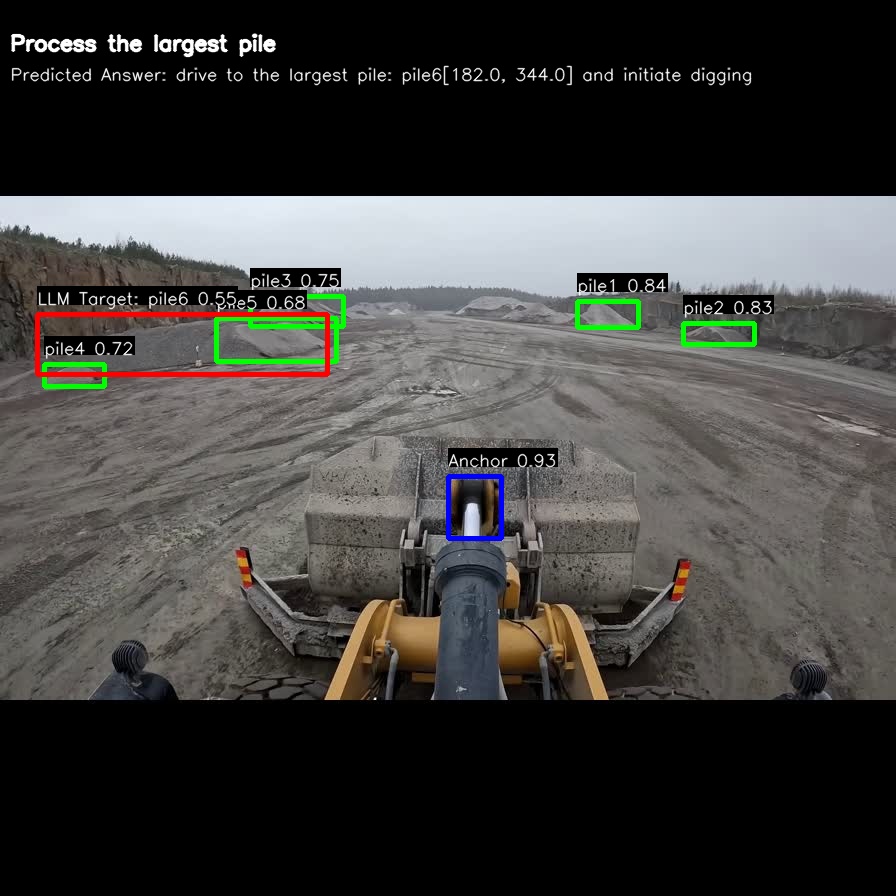 Process the largest pile
Predicted Answer: drive to the largest pile: pile6[182.0, 344.0] and initiate digging
pile3 0.75
pile1 0.84
LLM Target: pile6 0.55
pile5 0.68
pile2 0.83
pile4 0.72
Anchor 0.93